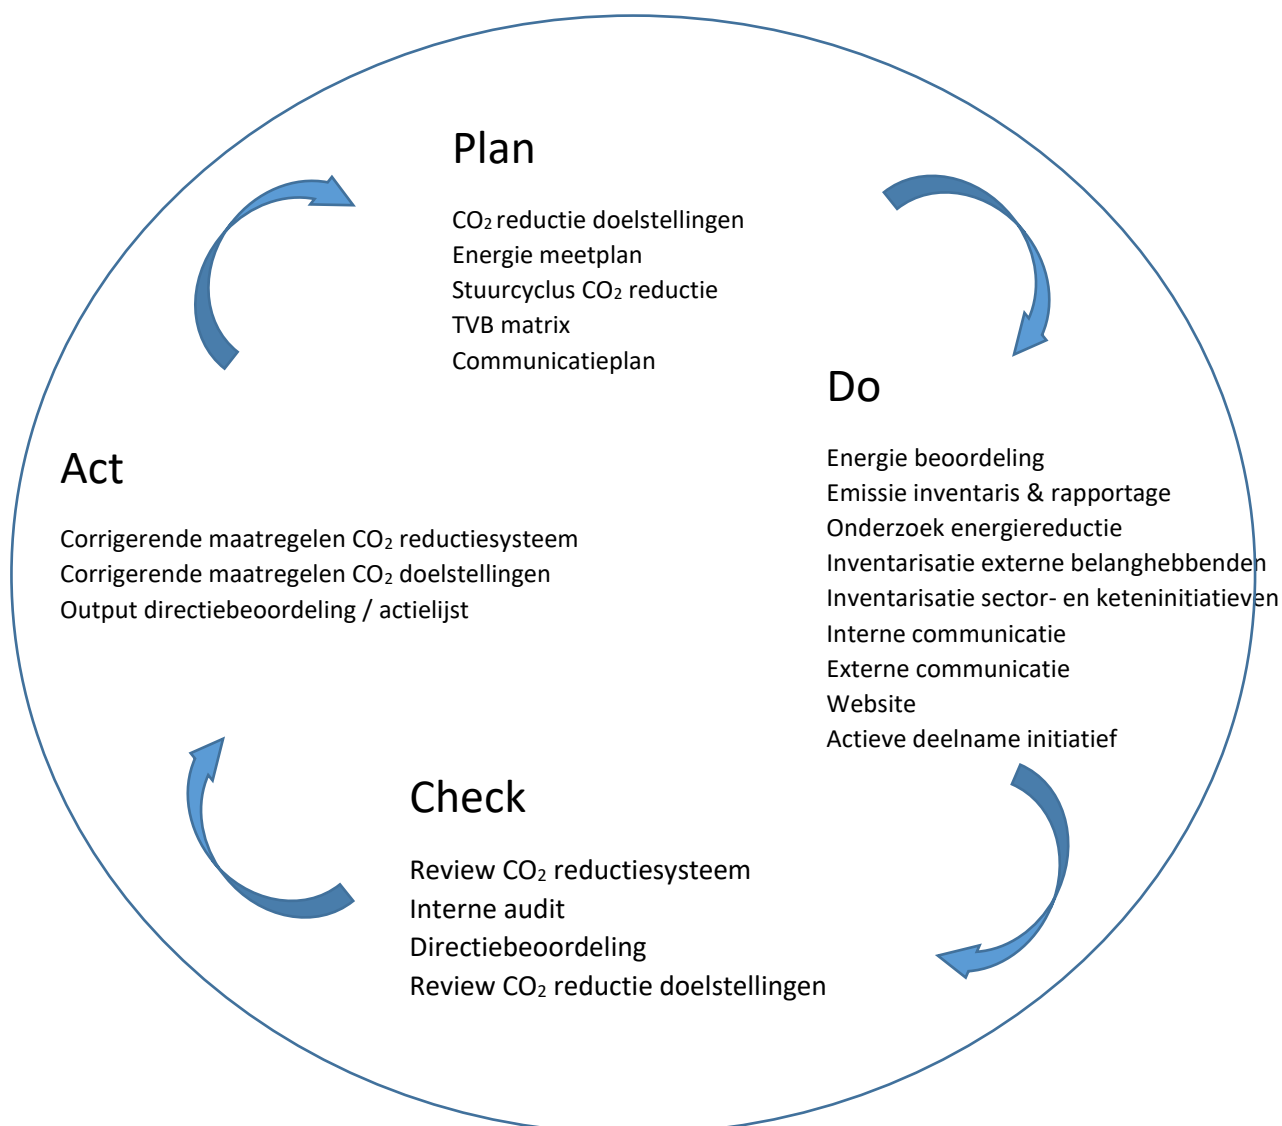 Plan
CO₂ reductie doelstellingen
Energie meetplan
Stuurcyclus CO₂ reductie
TVB matrix
Communicatieplan
Do
Energie beoordeling
Emissie inventaris & rapportage
Onderzoek energiereductie
Inventarisatie externe belanghebbenden
Inventarisatie sector- en keteninitiatieven
Interne communicatie
Externe communicatie
Website
Actieve deelname initiatief
Check
Review CO₂ reductiesysteem
Interne audit
Directiebeoordeling
Review CO₂ reductie doelstellingen
Act
Corrigerende maatregelen CO₂ reductiesysteem
Corrigerende maatregelen CO₂ doelstellingen
Output directiebeoordeling / actielijst